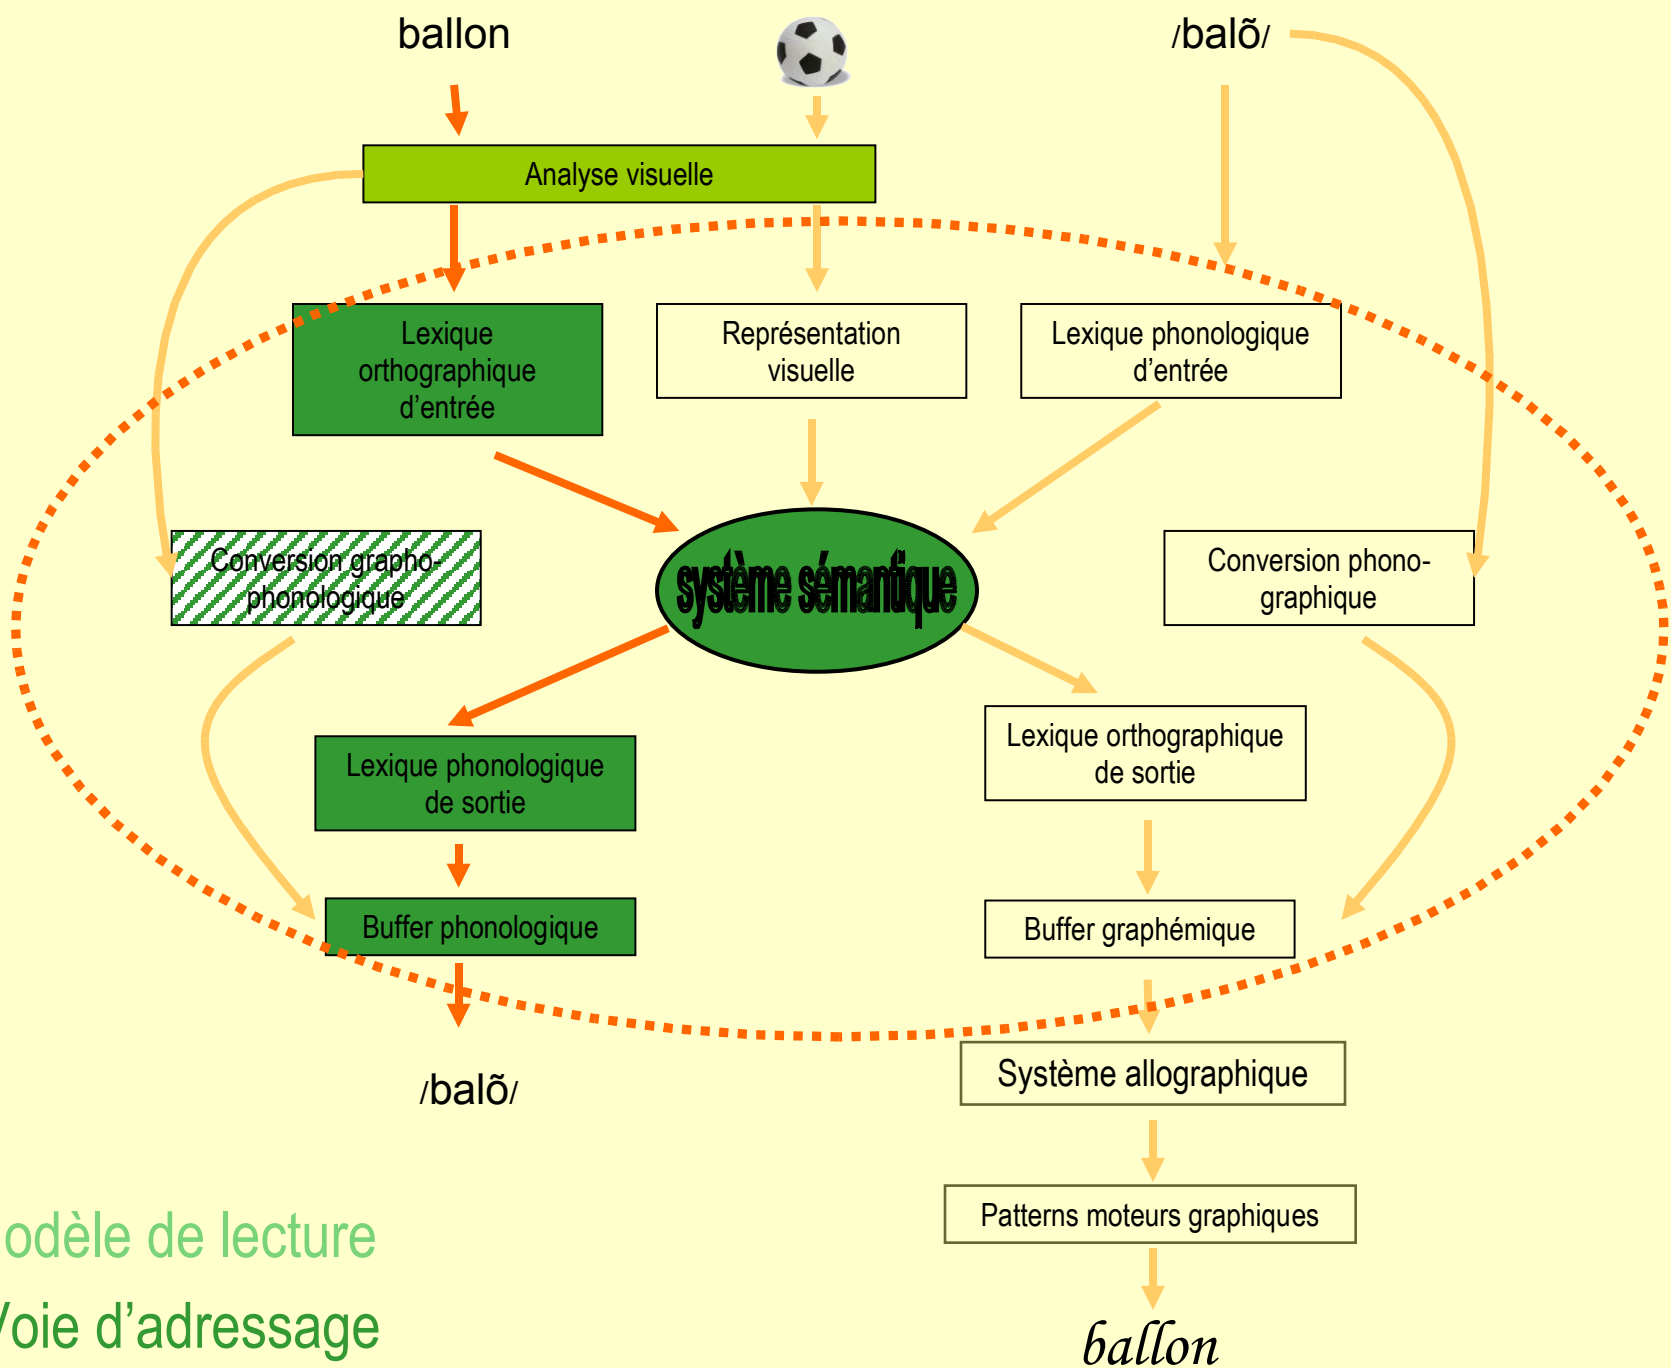 ballon
/balõ/
Analyse visuelle
Lexique
orthographique
d’entrée
Représentation
visuelle
Lexique phonologique
d’entrée
Conversion grapho-
phonologique
système sémantique
Conversion phono-
graphique
Lexique phonologique
de sortie
Lexique orthographique
de sortie
Buffer phonologique
Buffer graphémique
/balõ/
Système allographique
Patterns moteurs graphiques
odèle de lecture
Voie d’adressage
ballon